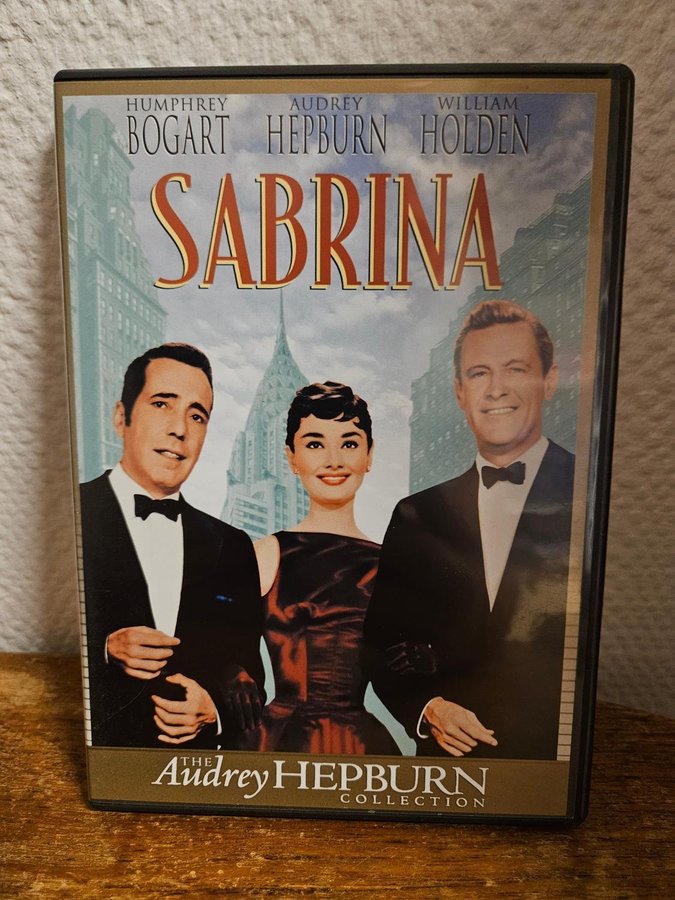 HUMPHREY AUDREY WILLIAM
BOGART HEPBURN HOLDEN
SABRINA
THE
Audrey HEPBURN
COLLECTION